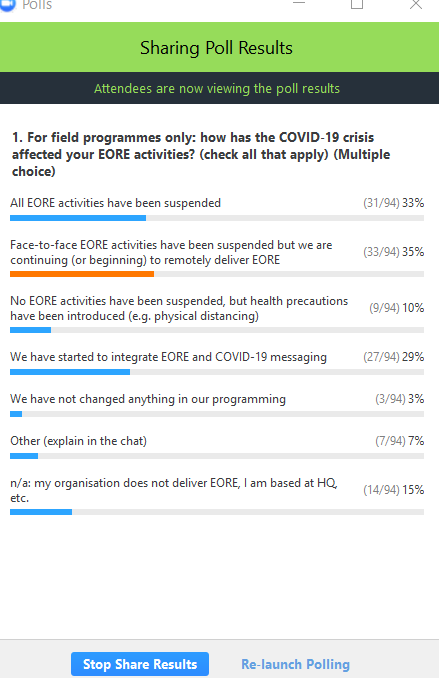 Polls
Sharing Poll Results
Attendees are now viewing the poll results
1. For field programmes only: how has the COVID-19 crisis
affected your EORE activities? (check all that apply) (Multiple
choice)
All EORE activities have been suspended (31/94) 33%
Face-to-face EORE activities have been suspended but we are
continuing (or beginning) to remotely deliver EORE (33/94) 35%
No EORE activities have been suspended, but health precautions
have been introduced (e.g. physical distancing) (9/94) 10%
We have started to integrate EORE and COVID-19 messaging (27/94) 29%
We have not changed anything in our programming (3/94) 3%
Other (explain in the chat) (7/94) 7%
n/a: my organisation does not deliver EORE, I am based at HQ,
etc. (14/94) 15%
Stop Share Results Re-launch Polling